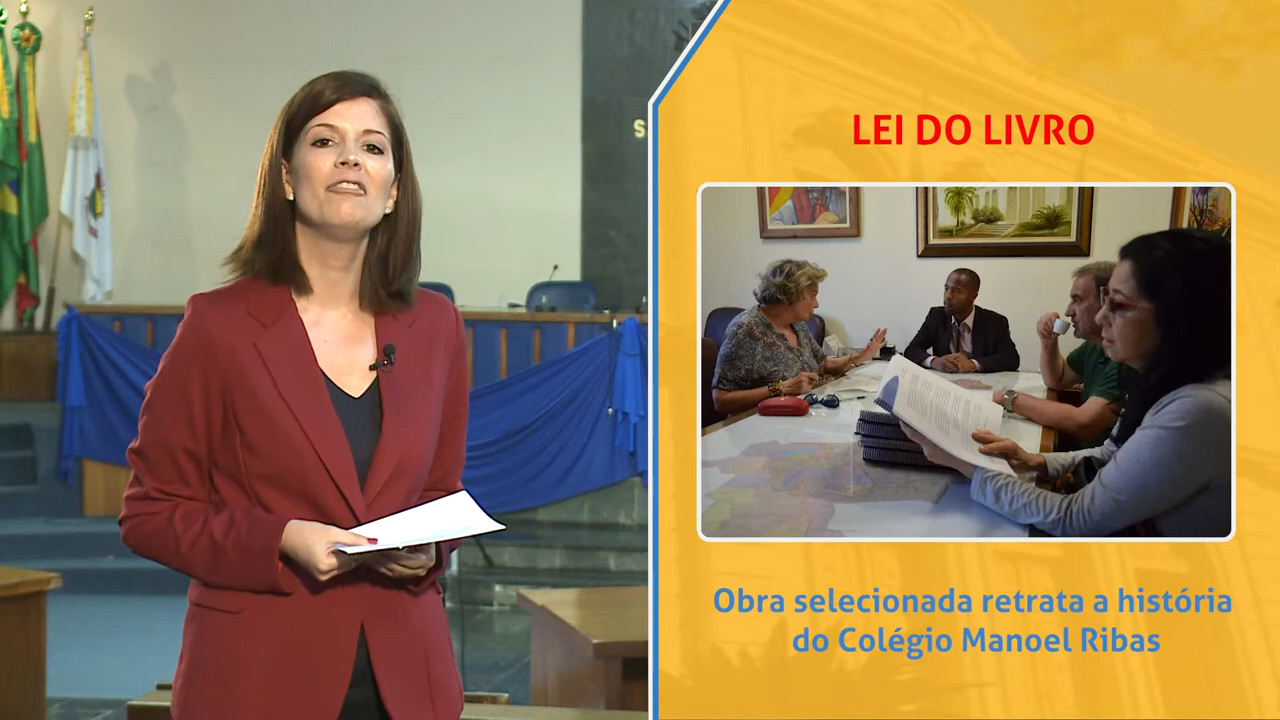 LEI DO LIVRO
Obra selecionada retrata a história
do Colégio Manoel Ribas